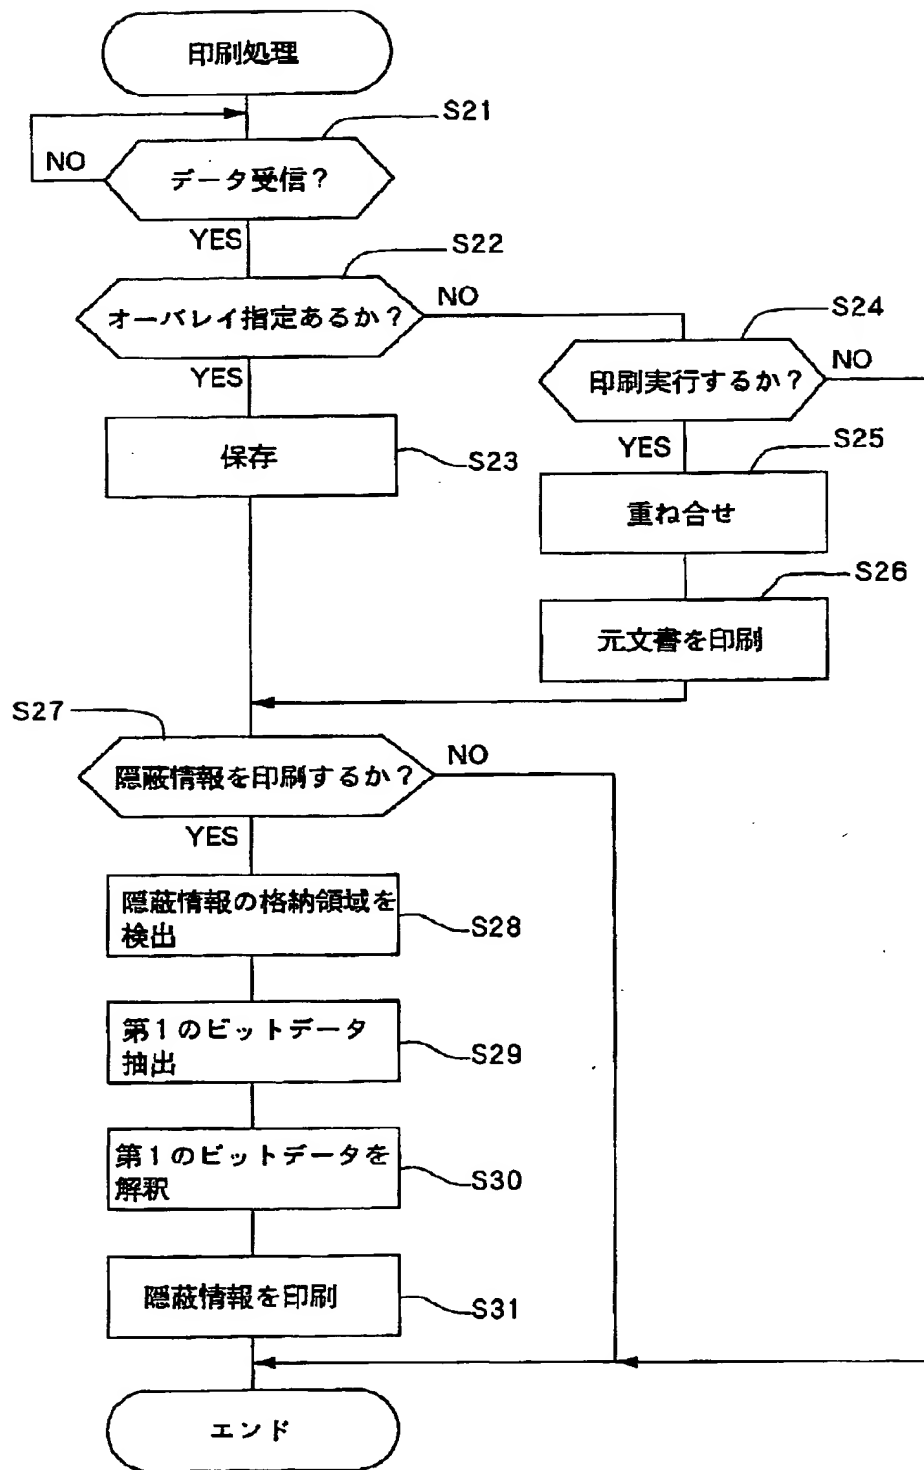 印刷処理
S21
データ受信？
NO
YES
S22
オーバレイ指定あるか？
NO
YES
S24
印刷実行するか？
NO
YES
保存
S23
S25
重ね合せ
S26
元文書を印刷
S27
隠蔽情報を印刷するか？
NO
YES
隠蔽情報の格納領域を
検出
S28
第１のビットデータ
抽出
S29
第１のビットデータを
解釈
S30
隠蔽情報を印刷
S31
エンド